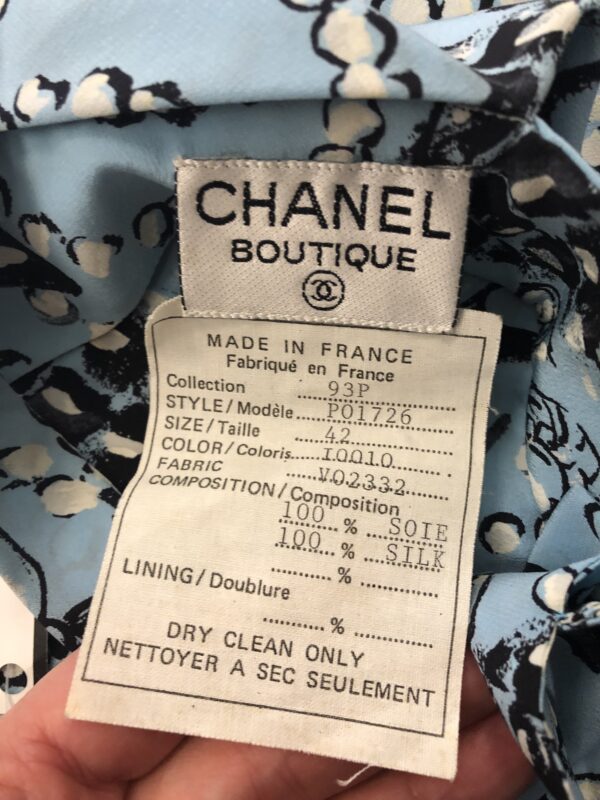 CHANEL
BOUTIQUE
MADE IN FRANCE
Fabriqué en France
Collection 93P
STYLE/Modèle P01726
SIZE/Taille 42
COLOR/Coloris I0010
FABRIC V02332
COMPOSITION/Composition
100 % SOIE
100 % SILK
%
LINING/Doublure
%
DRY CLEAN ONLY
NETTOYER A SEC SEULEMENT